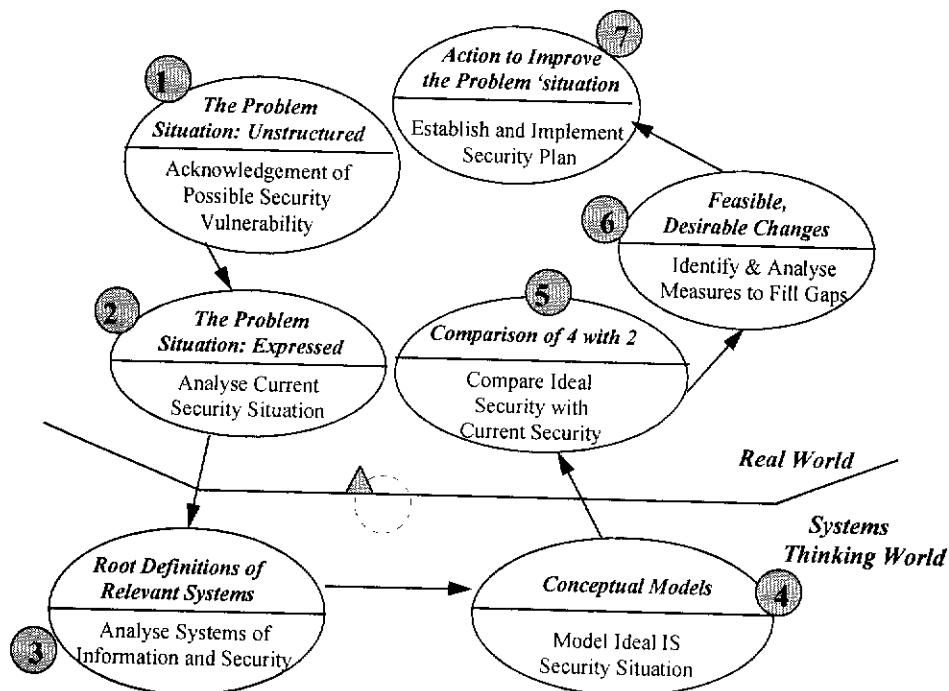 1
The Problem
Situation: Unstructured
Acknowledgement of
Possible Security
Vulnerability
2
The Problem
Situation: Expressed
Analyse Current
Security Situation
3
Root Definitions of
Relevant Systems
Analyse Systems of
Information and Security
4
Conceptual Models
Model Ideal IS
Security Situation
5
Comparison of 4 with 2
Compare Ideal
Security with
Current Security
6
Feasible,
Desirable Changes
Identify & Analyse
Measures to Fill Gaps
7
Action to Improve
the Problem 'situation
Establish and Implement
Security Plan
Real World
Systems
Thinking World